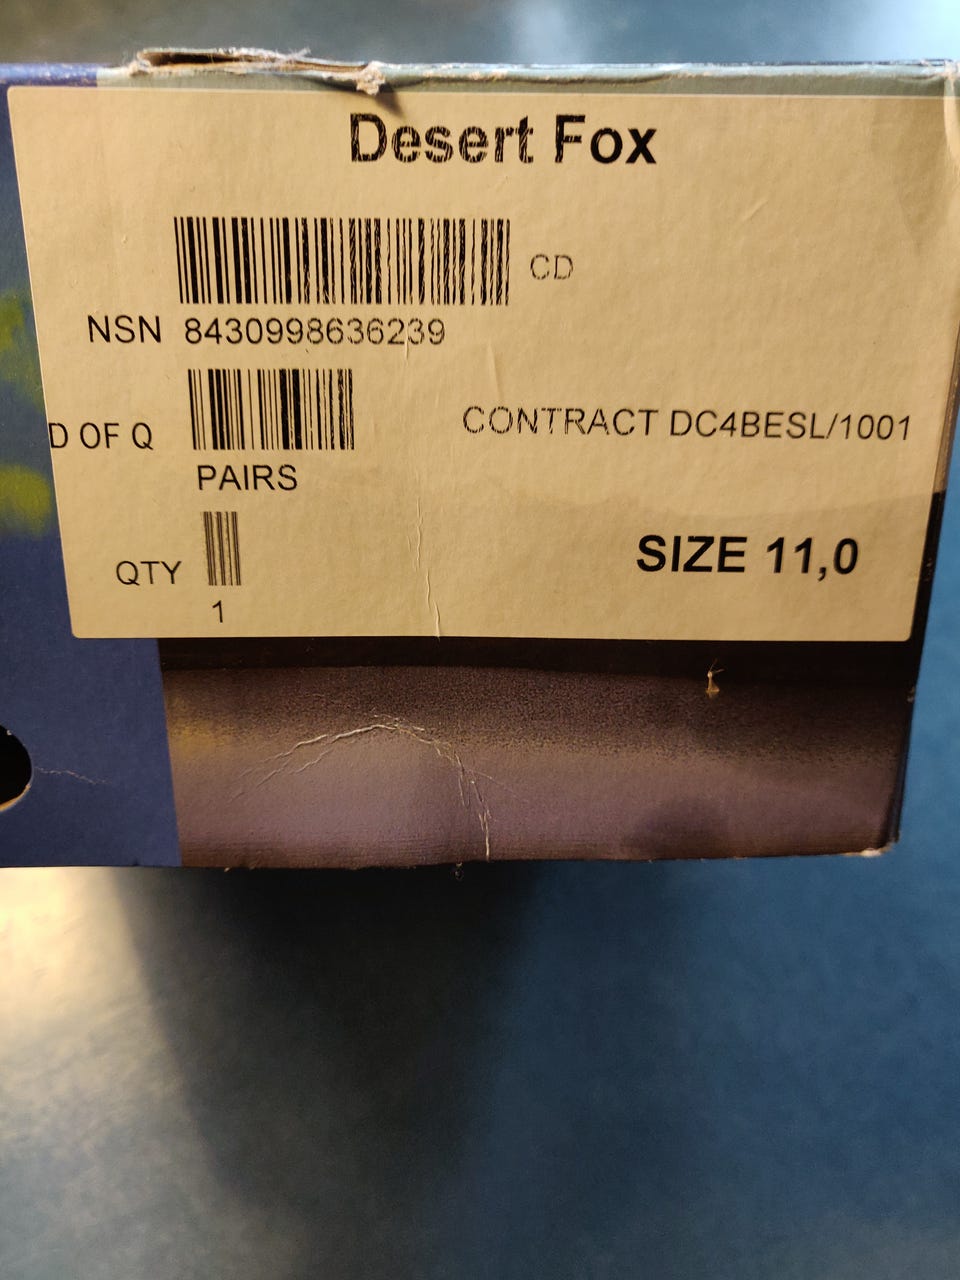 Desert Fox
CD
NSN 8430998636239
D OF Q
CONTRACT DC4BESL/1001
PAIRS
SIZE 11,0
QTY
1